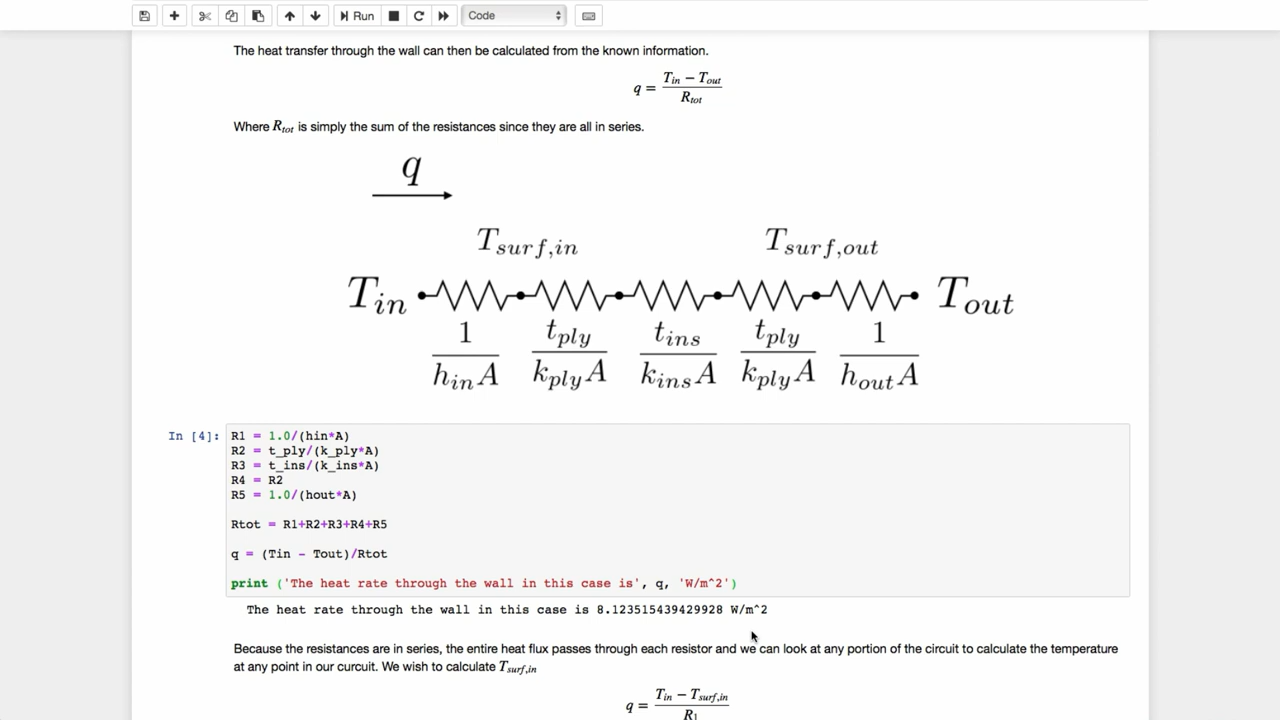 Run Code
The heat transfer through the wall can then be calculated from the known information.
q = (T_in − T_out) / R_tot
Where R_tot is simply the sum of the resistances since they are all in series.
q
T_surf,in T_surf,out
T_in T_out
1/(h_in A) t_ply/(k_ply A) t_ins/(k_ins A) t_ply/(k_ply A) 1/(h_out A)
In [4]:
R1 = 1.0/(hin*A)
R2 = t_ply/(k_ply*A)
R3 = t_ins/(k_ins*A)
R4 = R2
R5 = 1.0/(hout*A)
Rtot = R1+R2+R3+R4+R5
q = (Tin - Tout)/Rtot
print ('The heat rate through the wall in this case is', q, 'W/m^2')
The heat rate through the wall in this case is 8.123515439429928 W/m^2
Because the resistances are in series, the entire heat flux passes through each resistor and we can look at any portion of the circuit to calculate the temperature
at any point in our curcuit. We wish to calculate T_surf,in
q = (T_in − T_surf,in) / R_1